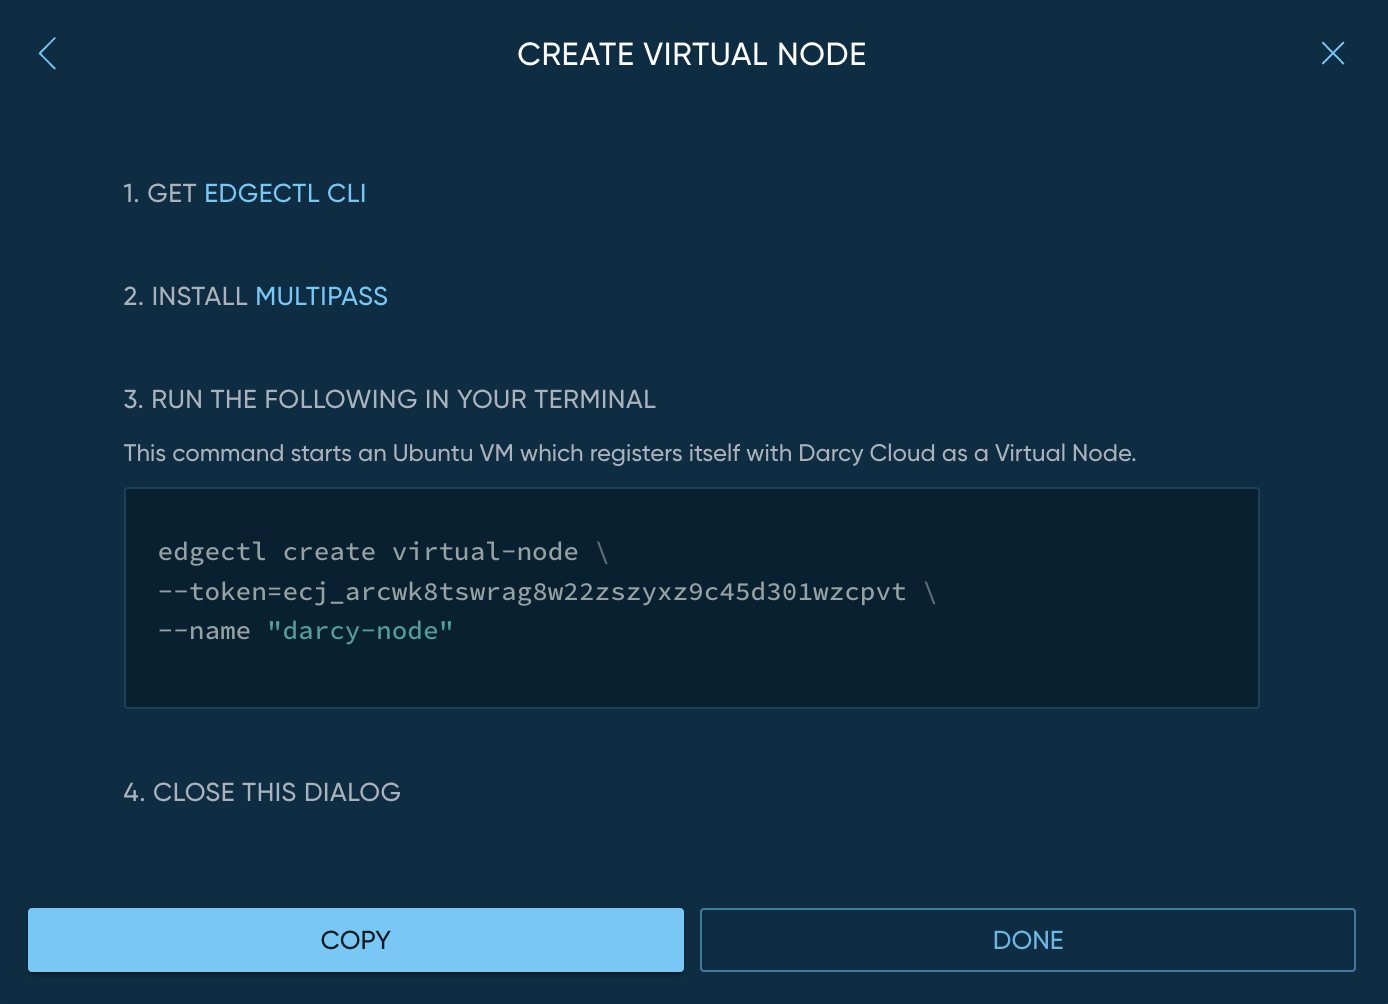 CREATE VIRTUAL NODE
1. GET EDGECTL CLI
2. INSTALL MULTIPASS
3. RUN THE FOLLOWING IN YOUR TERMINAL
This command starts an Ubuntu VM which registers itself with Darcy Cloud as a Virtual Node.
edgectl create virtual-node \
--token=ecj_arcwk8tswrag8w22zszyxz9c45d301wzcpvt \
--name "darcy-node"
4. CLOSE THIS DIALOG
COPY
DONE